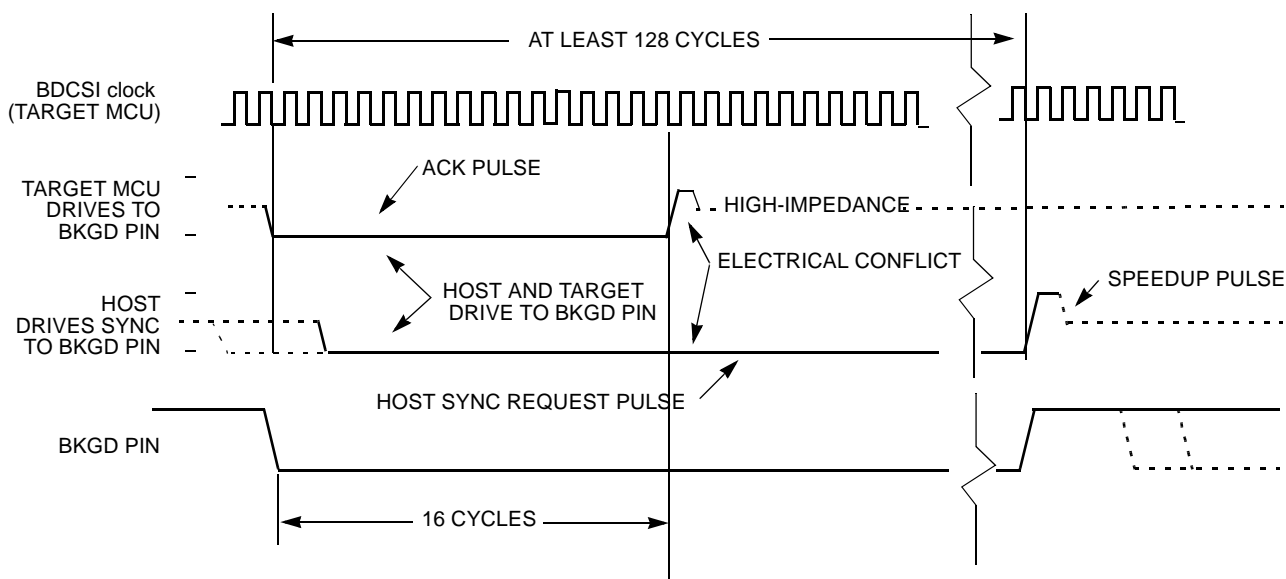 AT LEAST 128 CYCLES
BDCSI clock
(TARGET MCU)
ACK PULSE
TARGET MCU
DRIVES TO
BKGD PIN
HIGH-IMPEDANCE
ELECTRICAL CONFLICT
SPEEDUP PULSE
HOST AND TARGET
DRIVE TO BKGD PIN
HOST
DRIVES SYNC
TO BKGD PIN
HOST SYNC REQUEST PULSE
BKGD PIN
16 CYCLES